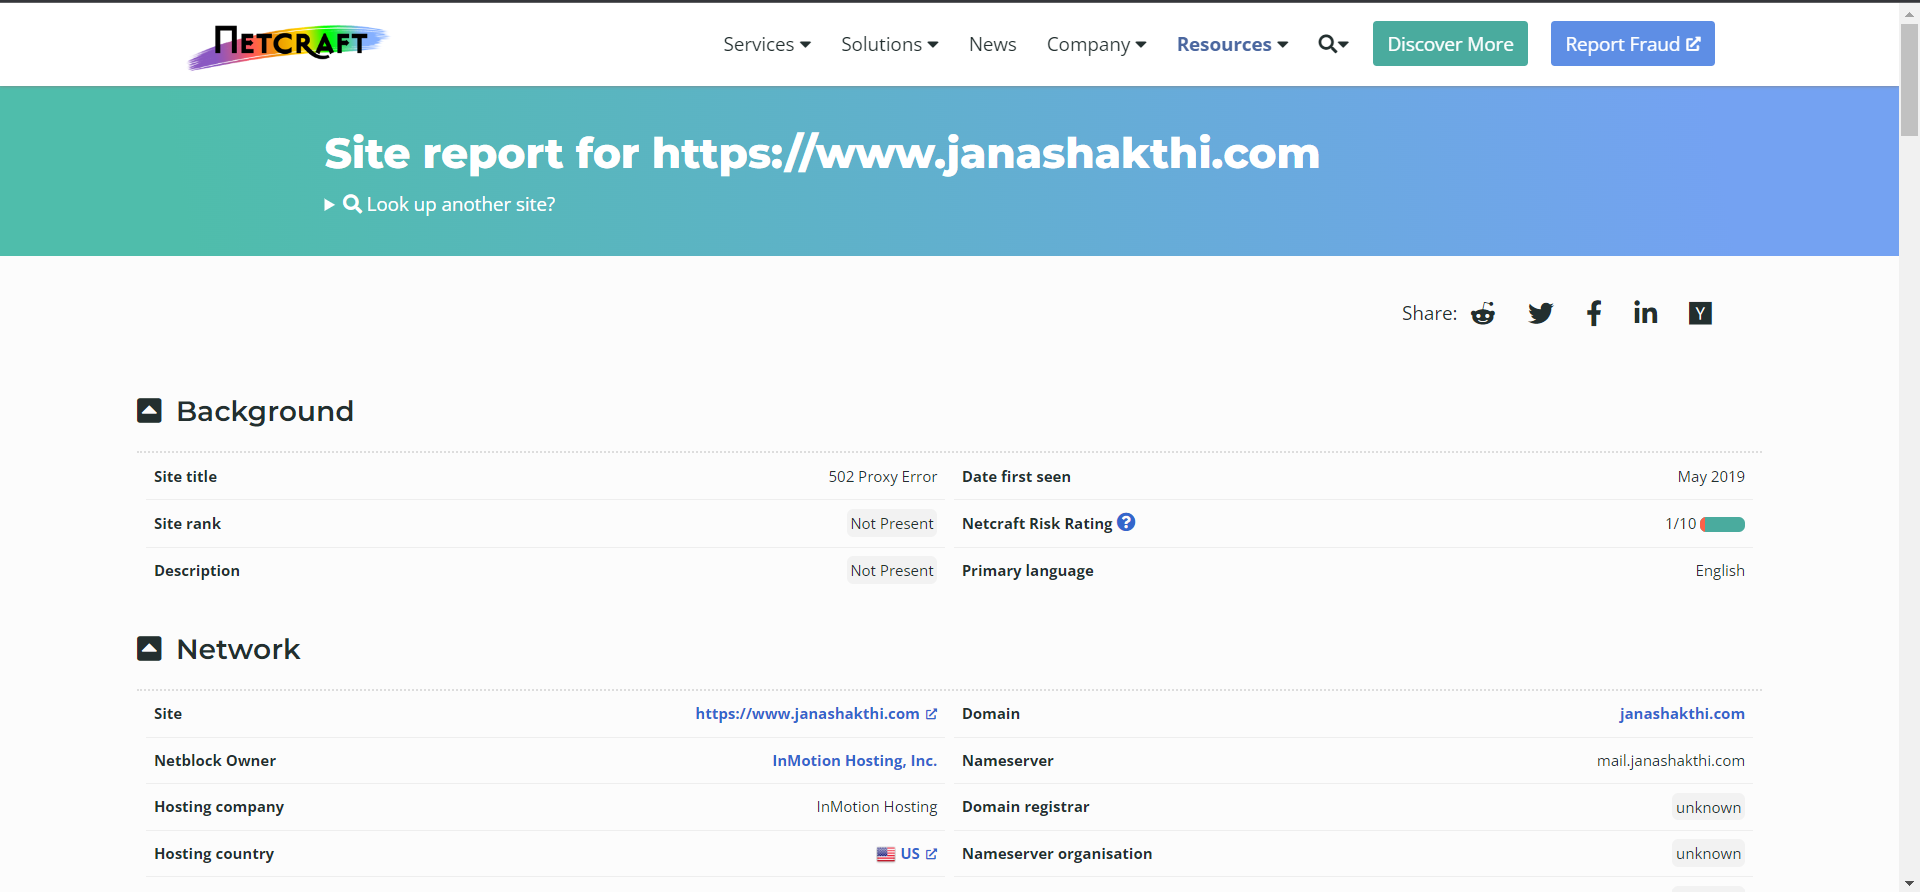 NETCRAFT
Services Solutions News Company Resources Discover More Report Fraud
Site report for https://www.janashakthi.com
Look up another site?
Share:
Background
Site title 502 Proxy Error Date first seen May 2019
Site rank Not Present Netcraft Risk Rating ? 1/10
Description Not Present Primary language English
Network
Site https://www.janashakthi.com Domain janashakthi.com
Netblock Owner InMotion Hosting, Inc. Nameserver mail.janashakthi.com
Hosting company InMotion Hosting Domain registrar unknown
Hosting country US Nameserver organisation unknown